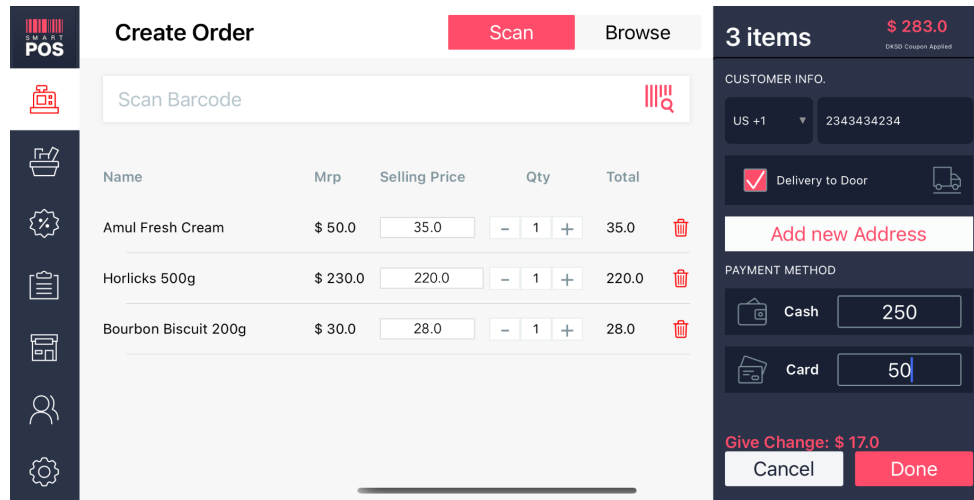 SMART
POS
Create Order
Scan
Browse
Scan Barcode
Name Mrp Selling Price Qty Total
Amul Fresh Cream $ 50.0 35.0 - 1 + 35.0
Horlicks 500g $ 230.0 220.0 - 1 + 220.0
Bourbon Biscuit 200g $ 30.0 28.0 - 1 + 28.0
3 items
$ 283.0
DKSD Coupon Applied
CUSTOMER INFO.
US +1 ▼ 2343434234
Delivery to Door
Add new Address
PAYMENT METHOD
Cash 250
Card 50
Give Change: $ 17.0
Cancel Done